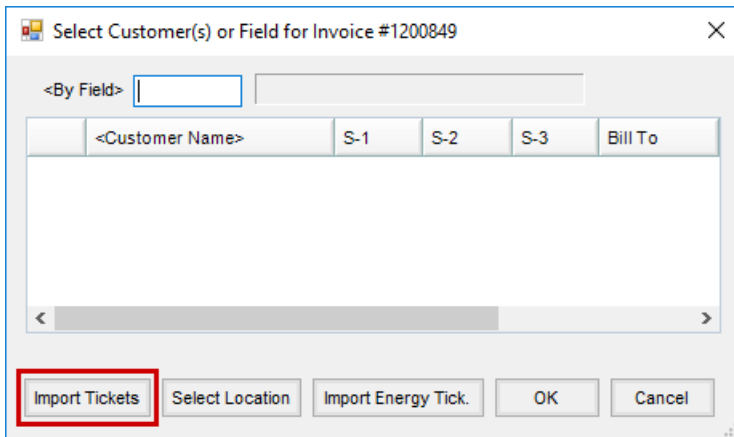 Select Customer(s) or Field for Invoice #1200849
<By Field>
<Customer Name> S-1 S-2 S-3 Bill To
Import Tickets Select Location Import Energy Tick. OK Cancel